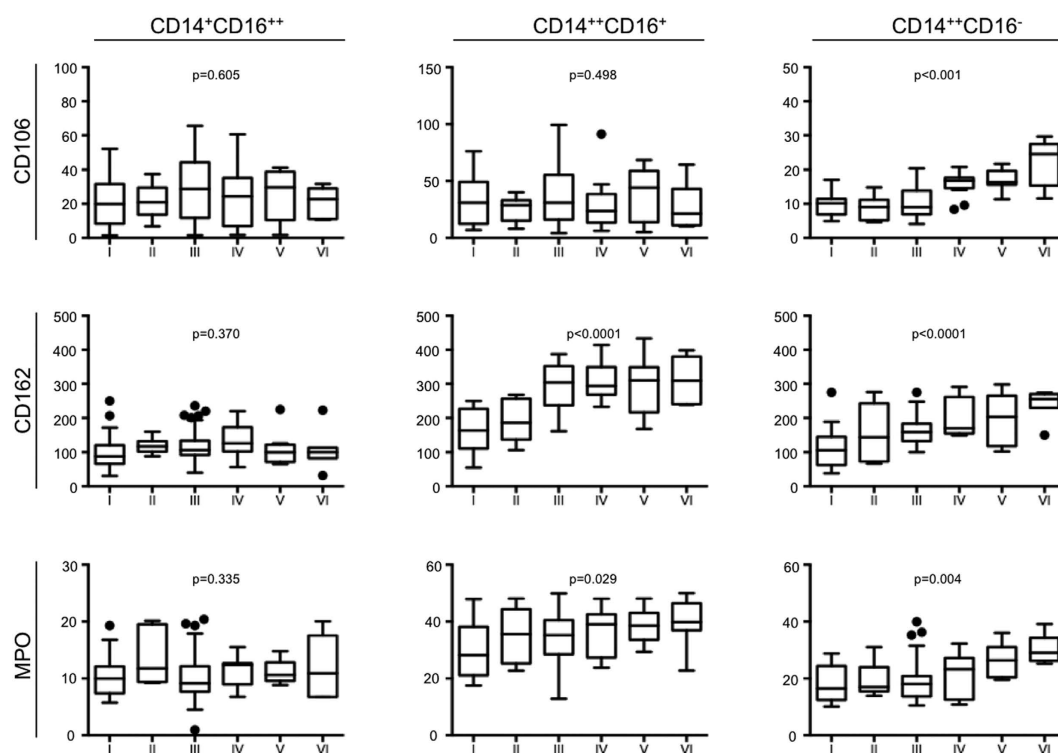 CD14⁺CD16⁺⁺ CD14⁺⁺CD16⁺ CD14⁺⁺CD16⁻
CD106
100 80 60 40 20 0
p=0.605
I II III IV V VI
150 100 50 0
p=0.498
I II III IV V VI
50 40 30 20 10 0
p<0.001
I II III IV V VI
CD162
500 400 300 200 100 0
p=0.370
I II III IV V VI
500 400 300 200 100 0
p<0.0001
I II III IV V VI
500 400 300 200 100 0
p<0.0001
I II III IV V VI
MPO
30 20 10 0
p=0.335
I II III IV V VI
60 40 20 0
p=0.029
I II III IV V VI
60 40 20 0
p=0.004
I II III IV V VI